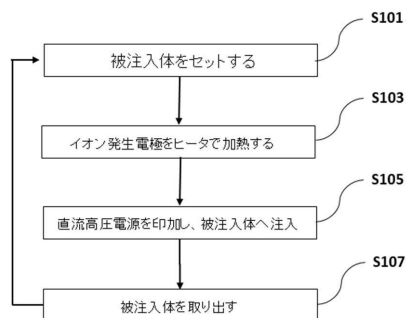 S101
被注入体をセットする
S103
イオン発生電極をヒータで加熱する
S105
直流高圧電源を印加し、被注入体へ注入
S107
被注入体を取り出す